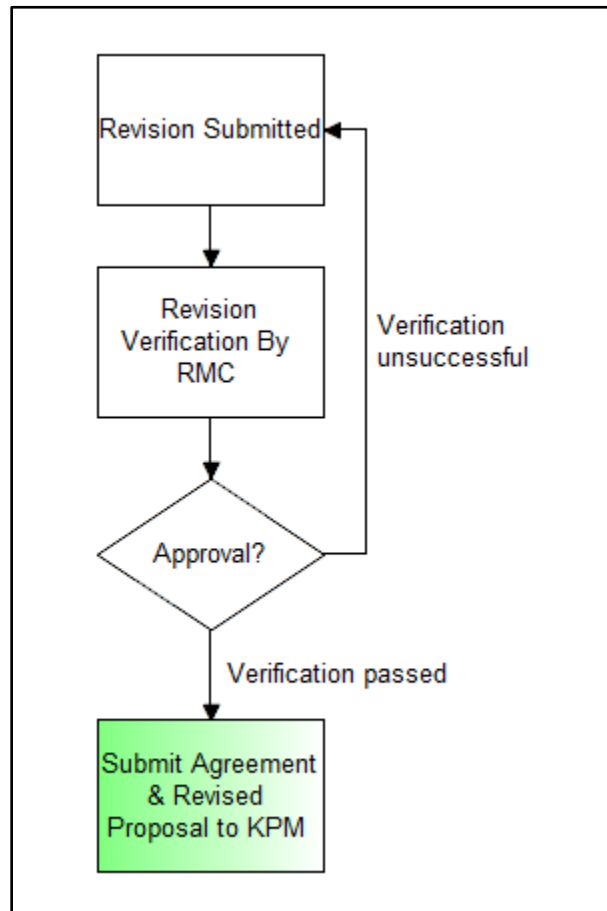 Revision Submitted
Revision
Verification By
RMC
Verification
unsuccessful
Approval?
Verification passed
Submit Agreement
& Revised
Proposal to KPM